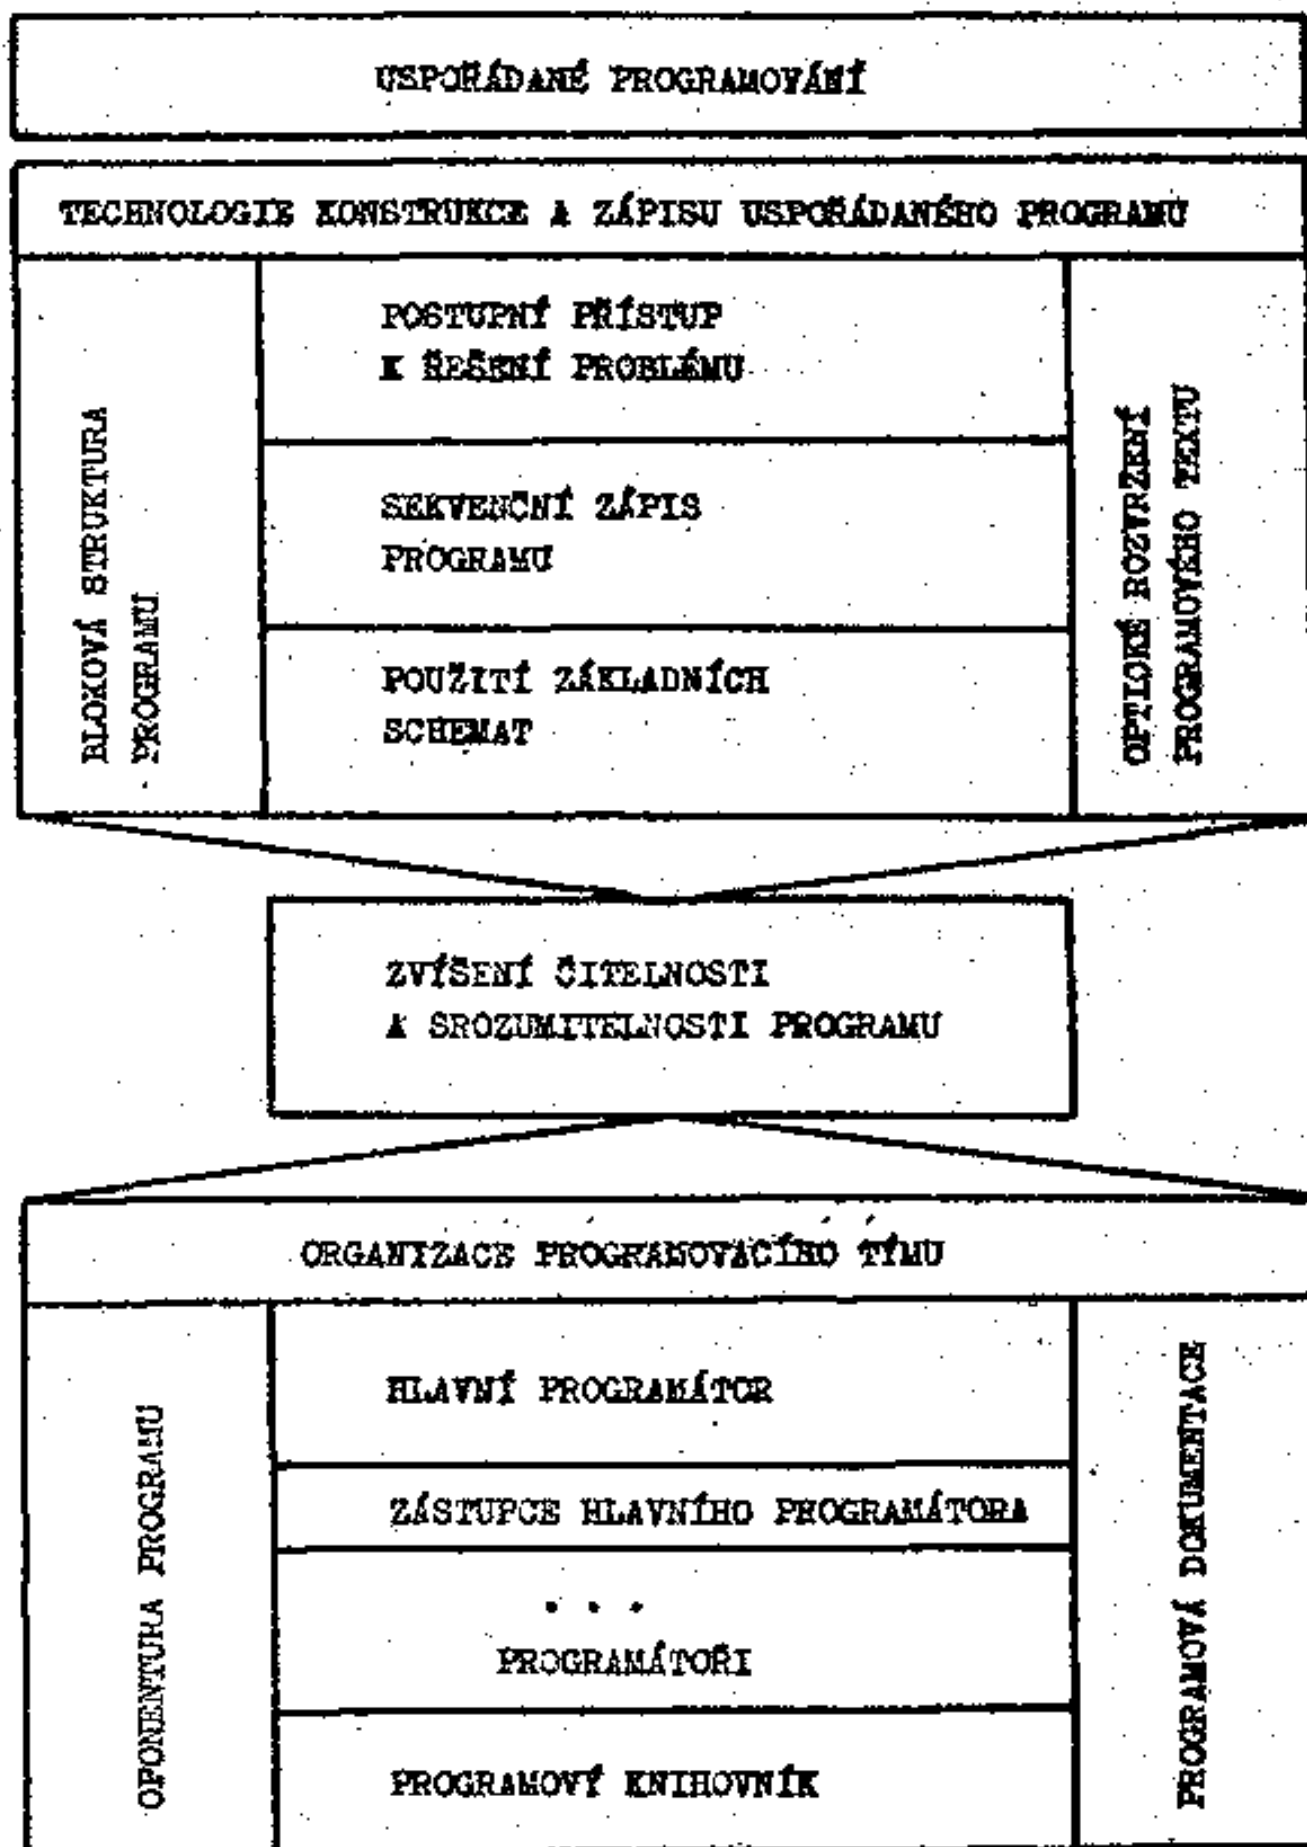 USPOŘÁDANÉ PROGRAMOVÁNÍ
TECHNOLOGIE KONSTRUKCE A ZÁPISU USPOŘÁDANÉHO PROGRAMU
BLOKOVÁ STRUKTURA
PROGRAMU
POSTUPNÍ PŘÍSTUP
K ŘEŠENÍ PROBLÉMU
SEKVENČNÍ ZÁPIS
PROGRAMU
POUŽITÍ ZÁKLADNÍCH
SCHEMAT
OPTICKÉ ROZVRŽENÍ
PROGRAMOVÉHO TEXTU
ZVÍŠENÍ ČITELNOSTI
A SROZUMITELNOSTI PROGRAMU
ORGANIZACE PROGRAMOVACÍHO TÝMU
OPONENTURA PROGRAMU
HLAVNÍ PROGRAMÁTOR
ZÁSTUPCE HLAVNÍHO PROGRAMÁTORA
. . .
PROGRAMÁTOŘI
PROGRAMOVÝ KNIHOVNÍK
PROGRAMOVÁ DOKUMENTACE